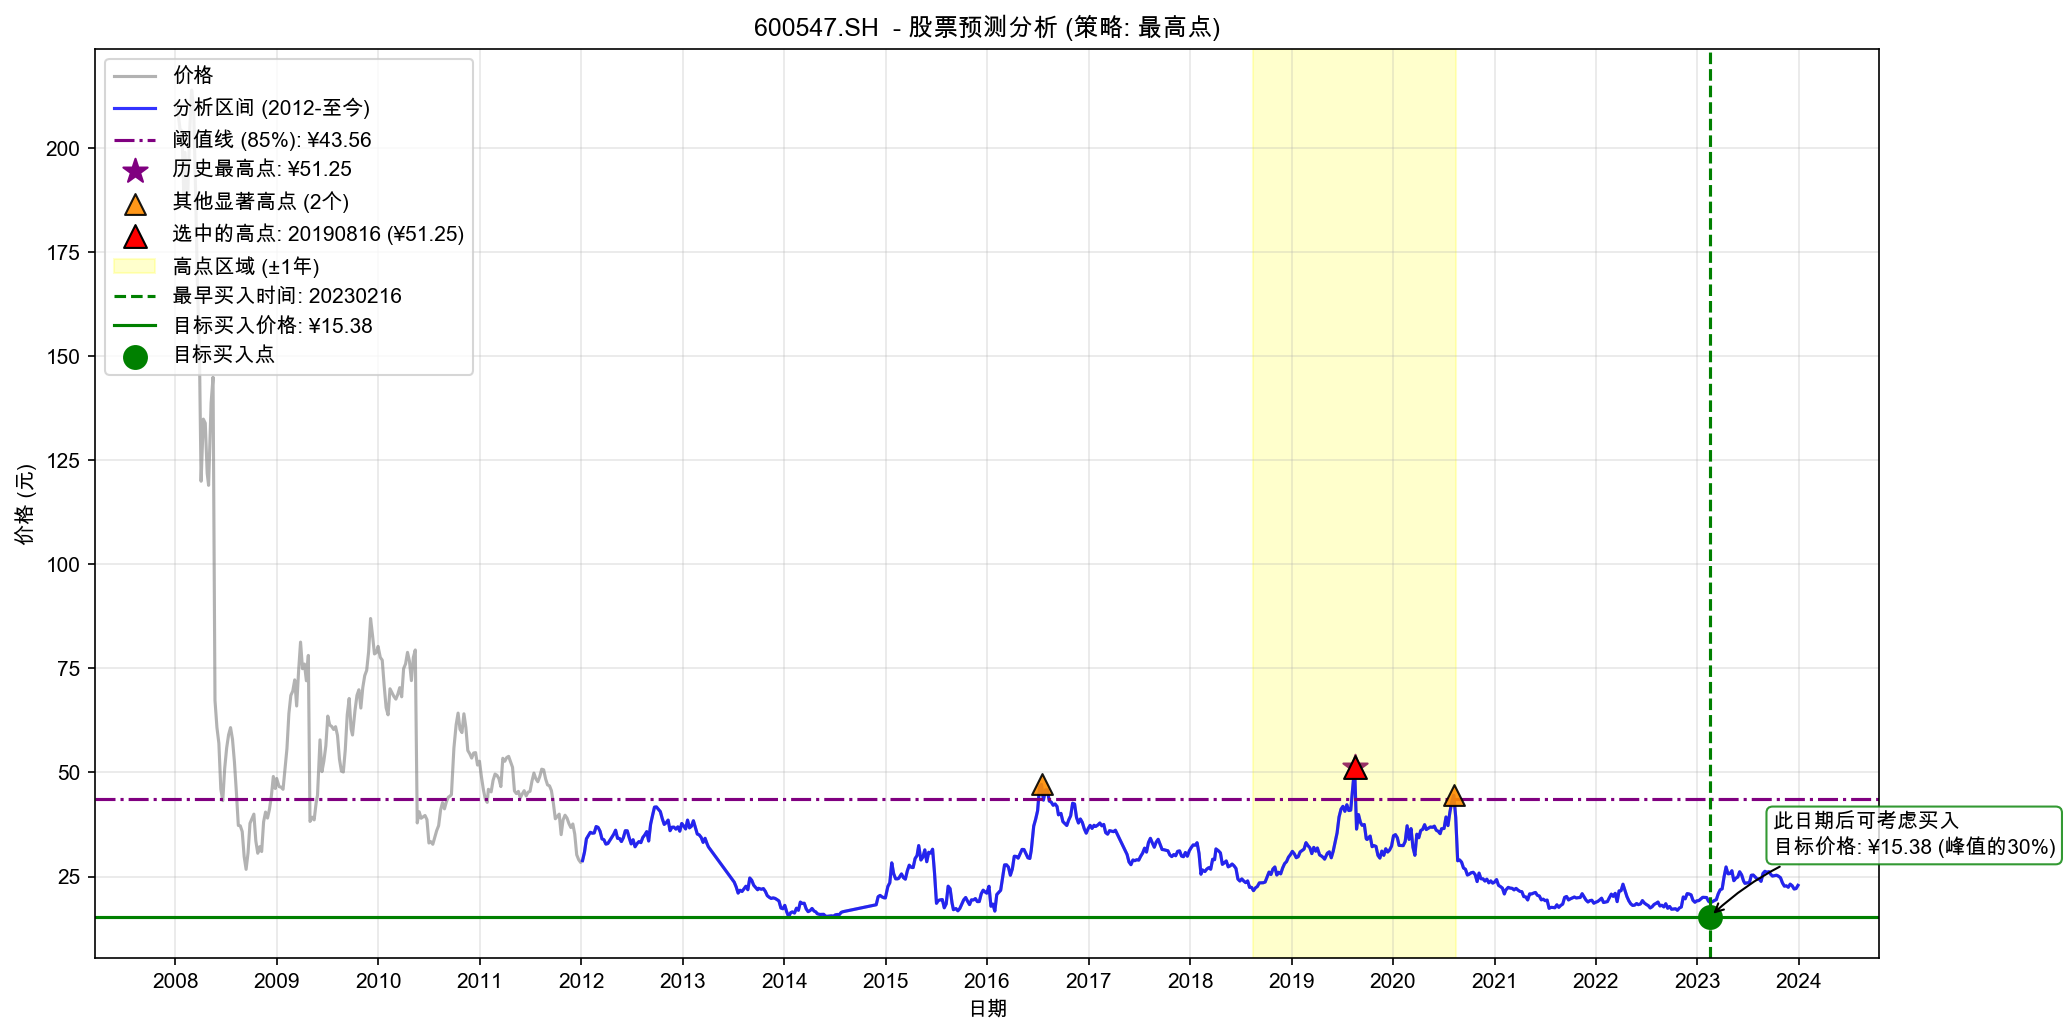 600547.SH - 股票预测分析 (策略: 最高点)
价格
分析区间 (2012-至今)
阈值线 (85%): ¥43.56
历史最高点: ¥51.25
其他显著高点 (2个)
选中的高点: 20190816 (¥51.25)
高点区域 (±1年)
最早买入时间: 20230216
目标买入价格: ¥15.38
目标买入点
价格 (元)
200
175
150
125
100
75
50
25
此日期后可考虑买入
目标价格: ¥15.38 (峰值的30%)
2008 2009 2010 2011 2012 2013 2014 2015 2016 2017 2018 2019 2020 2021 2022 2023 2024
日期